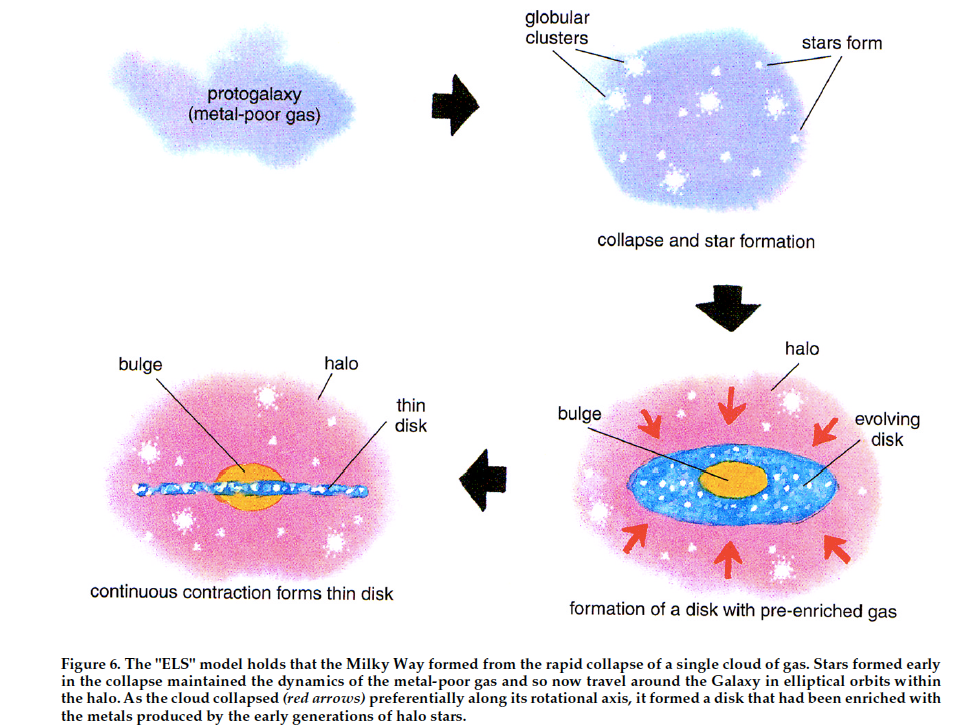 protogalaxy
(metal-poor gas)
globular
clusters
stars form
collapse and star formation
halo
bulge
evolving
disk
formation of a disk with pre-enriched gas
bulge
halo
thin
disk
continuous contraction forms thin disk
Figure 6. The "ELS" model holds that the Milky Way formed from the rapid collapse of a single cloud of gas. Stars formed early
in the collapse maintained the dynamics of the metal-poor gas and so now travel around the Galaxy in elliptical orbits within
the halo. As the cloud collapsed (red arrows) preferentially along its rotational axis, it formed a disk that had been enriched with
the metals produced by the early generations of halo stars.